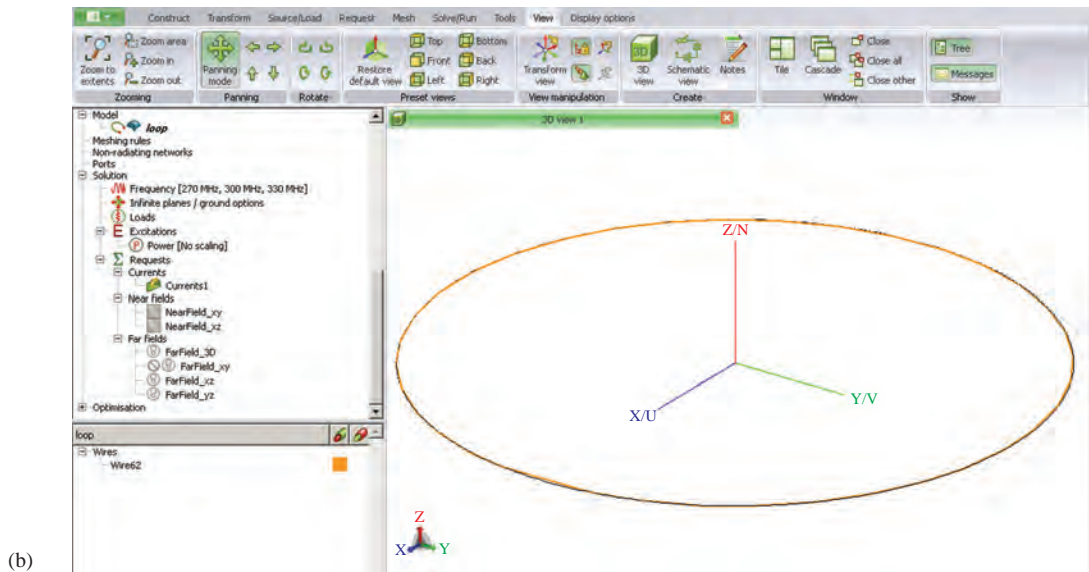 Construct Transform Source/Load Request Mesh Solve/Run Tools View Display options
Zoom to extents
Zoom area
Zoom in
Zoom out
Zooming
Panning mode
Panning
Rotate
Restore default view
Top
Front
Left
Bottom
Back
Right
Preset views
Transform view
View manipulation
3D view
Schematic view
Notes
Create
Tile
Cascade
Close
Close all
Close other
Window
Tree
Messages
Show
Model
loop
Meshing rules
Non-radiating networks
Ports
Solution
Frequency [270 MHz, 300 MHz, 330 MHz]
Infinite planes / ground options
Loads
Excitations
Power [No scaling]
Requests
Currents
Currents1
Near fields
NearField_xy
NearField_xz
Far fields
FarField_3D
FarField_xy
FarField_xz
FarField_yz
Optimisation
loop
Wires
Wire62
3D view 1
Z/N
X/U
Y/V
Z
X
Y
(b)